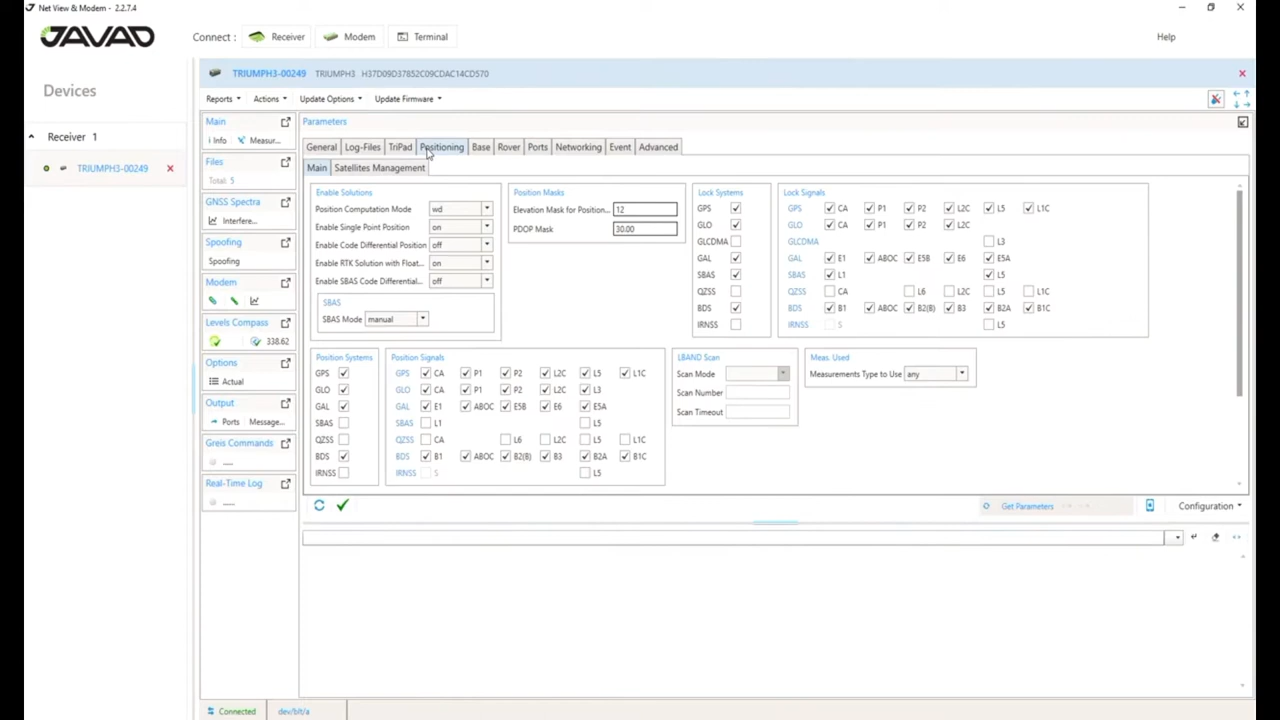 Net View & Modem - 2.2.7.4
JAVAD
Connect : Receiver Modem Terminal Help
Devices
TRIUMPH3-00249 TRIUMPH3 H37D09D37852C09CDAC14CD570
Reports Actions Update Options Update Firmware
Receiver 1
TRIUMPH3-00249
Main
Info Measur...
Files
Total: 5
GNSS Spectra
Interfere...
Spoofing
Spoofing
Modem
Levels Compass
338.62
Options
Actual
Output
Ports Message...
Greis Commands
.....
Real-Time Log
.....
Parameters
General Log-Files TriPad Positioning Base Rover Ports Networking Event Advanced
Main Satellites Management
Enable Solutions
Position Computation Mode wd
Enable Single Point Position on
Enable Code Differential Position off
Enable RTK Solution with Float... on
Enable SBAS Code Differential... off
SBAS
SBAS Mode manual
Position Masks
Elevation Mask for Position... 12
PDOP Mask 30.00
Lock Systems
GPS
GLO
GLCDMA
GAL
SBAS
QZSS
BDS
IRNSS
Lock Signals
GPS CA P1 P2 L2C L5 L1C
GLO CA P1 P2 L2C
GLCDMA L3
GAL E1 ABOC E5B E6 E5A
SBAS L1 L5
QZSS CA L6 L2C L5 L1C
BDS B1 ABOC B2(B) B3 B2A B1C
IRNSS S L5
Position Systems
GPS
GLO
GAL
SBAS
QZSS
BDS
IRNSS
Position Signals
GPS CA P1 P2 L2C L5 L1C
GLO CA P1 P2 L2C L3
GAL E1 ABOC E5B E6 E5A
SBAS L1 L5
QZSS CA L6 L2C L5 L1C
BDS B1 ABOC B2(B) B3 B2A B1C
IRNSS S L5
LBAND Scan
Scan Mode
Scan Number
Scan Timeout
Meas. Used
Measurements Type to Use any
Get Parameters Configuration
Connected dev/blt/a